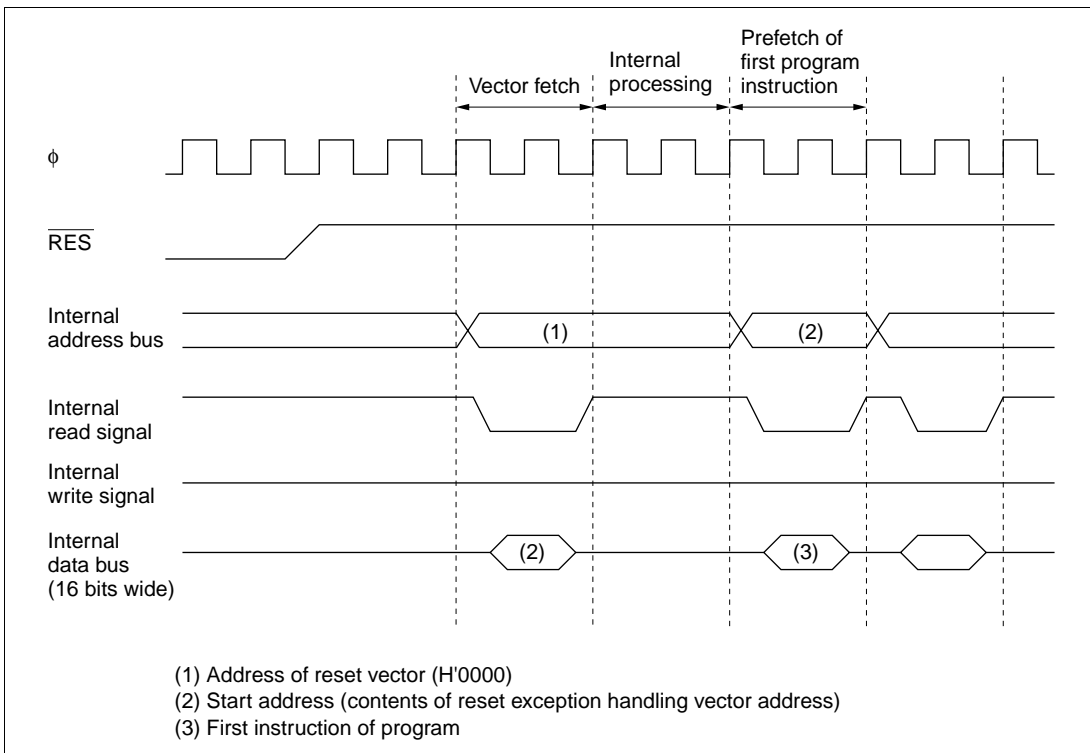 Vector fetch
Internal
processing
Prefetch of
first program
instruction
ϕ
RES
Internal
address bus
(1)
(2)
Internal
read signal
Internal
write signal
Internal
data bus
(16 bits wide)
(2)
(3)
(1) Address of reset vector (H'0000)
(2) Start address (contents of reset exception handling vector address)
(3) First instruction of program